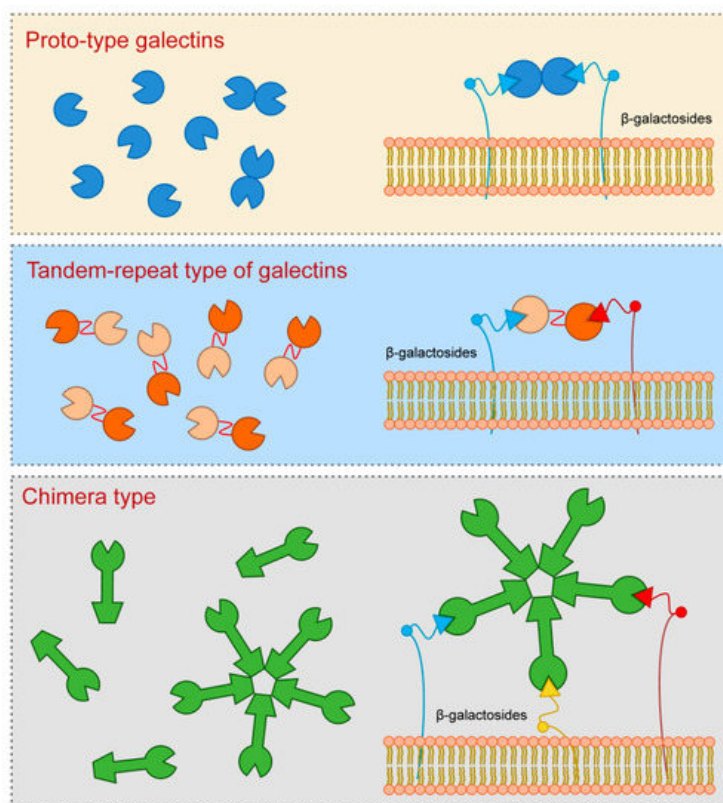 Proto-type galectins
β-galactosides
Tandem-repeat type of galectins
β-galactosides
Chimera type
β-galactosides